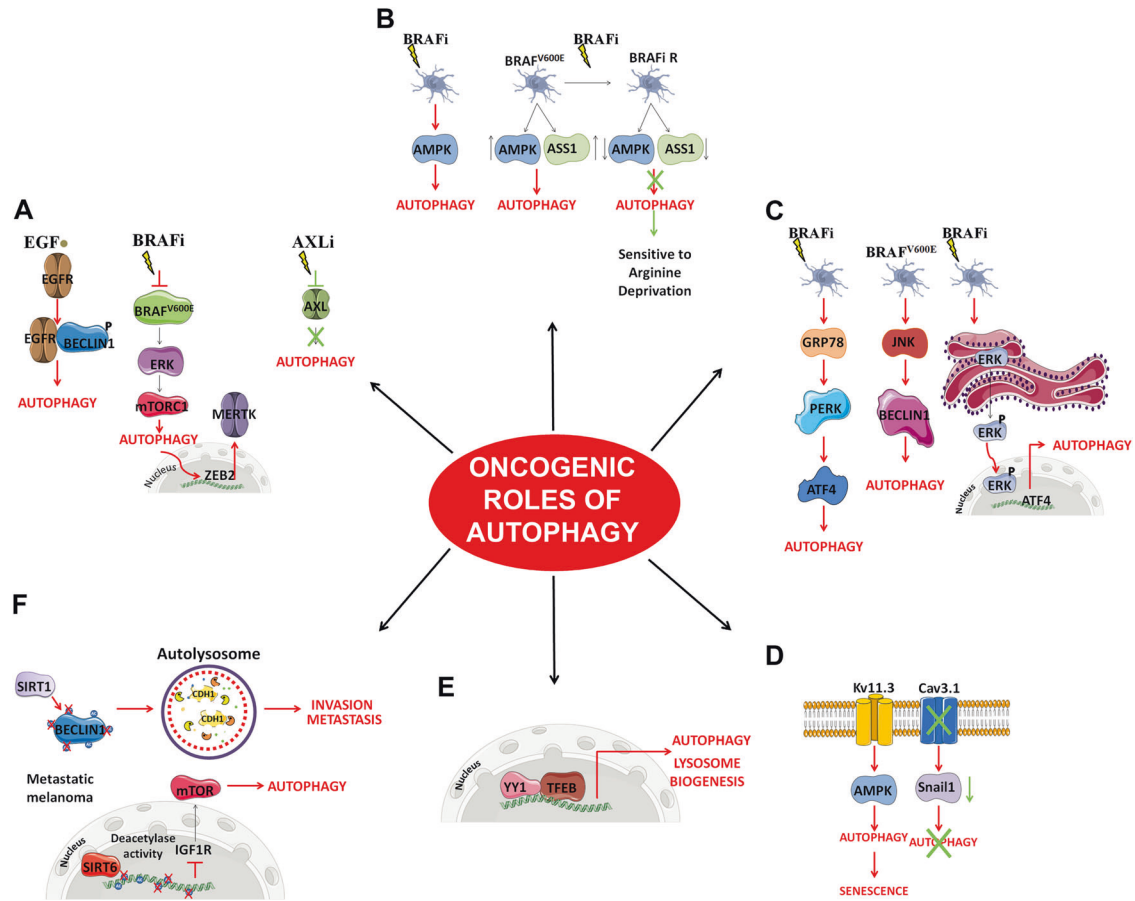 B
BRAFi
BRAFV600E
BRAFi
BRAFi R
AMPK
AMPK
ASS1
AMPK
ASS1
AUTOPHAGY
AUTOPHAGY
AUTOPHAGY
Sensitive to
Arginine
Deprivation
A
EGF
EGFR
EGFR
BECLIN1
P
AUTOPHAGY
BRAFi
BRAFV600E
ERK
mTORC1
AUTOPHAGY
Nucleus
ZEB2
MERTK
AXLi
AXL
AUTOPHAGY
C
BRAFi
GRP78
PERK
ATF4
AUTOPHAGY
BRAFV600E
JNK
BECLIN1
AUTOPHAGY
BRAFi
ERK
ERK
P
ERK
P
Nucleus
ATF4
AUTOPHAGY
ONCOGENIC
ROLES OF
AUTOPHAGY
F
SIRT1
BECLIN1
Autolysosome
CDH1
CDH1
INVASION
METASTASIS
Metastatic
melanoma
mTOR
AUTOPHAGY
Nucleus
Deacetylase
activity
IGF1R
SIRT6
E
Nucleus
YY1
TFEB
AUTOPHAGY
LYSOSOME
BIOGENESIS
D
Kv11.3
Cav3.1
AMPK
Snail1
AUTOPHAGY
AUTOPHAGY
SENESCENCE